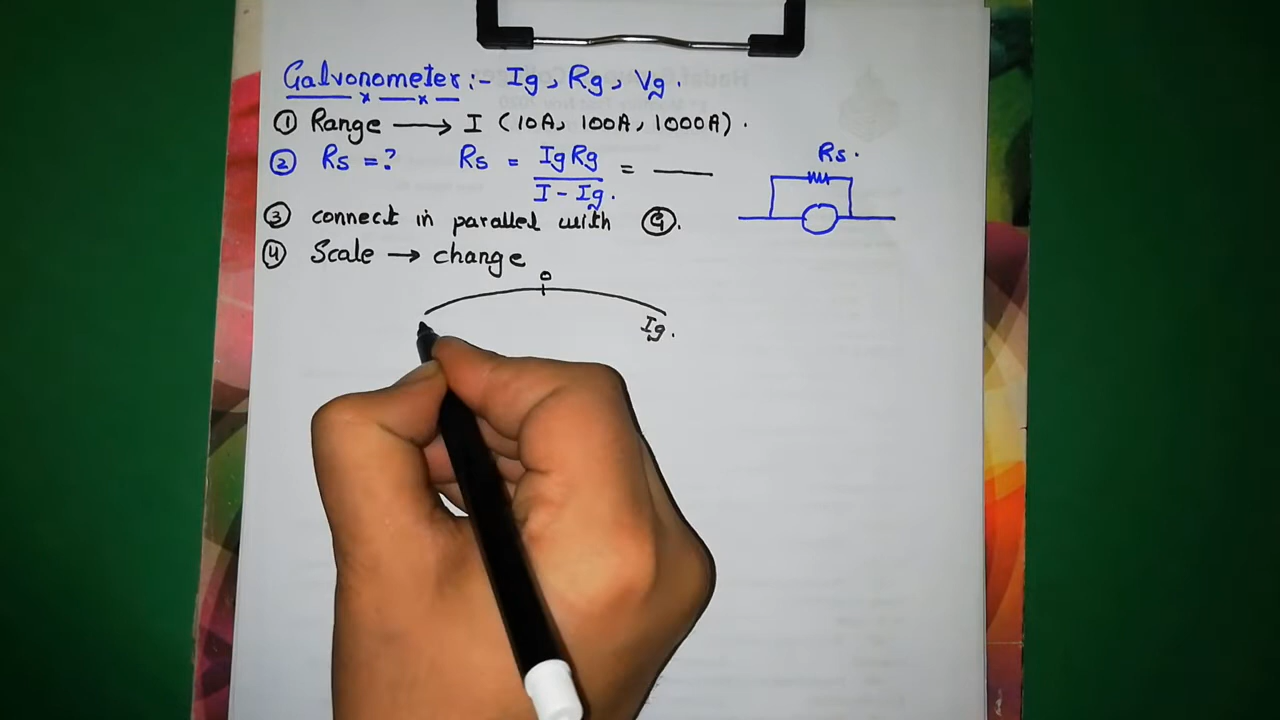 Galvonometer :- Ig, Rg, Vg.
① Range ⟶ I (10A, 100A, 1000A).
② Rs = ? Rs = IgRg / I - Ig. = ___
Rs.
③ connect in parallel with Ⓖ.
④ Scale → change
0
Ig.